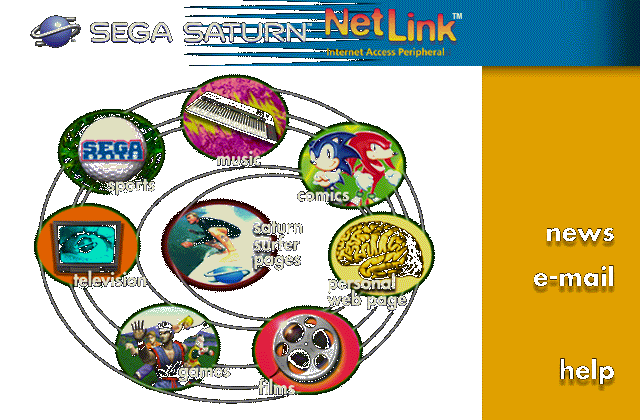 SEGA SATURN NetLink™
Internet Access Peripheral
music
SEGA
sports
comics
saturn
surfer
pages
television
personal
web page
games
films
news
e-mail
help